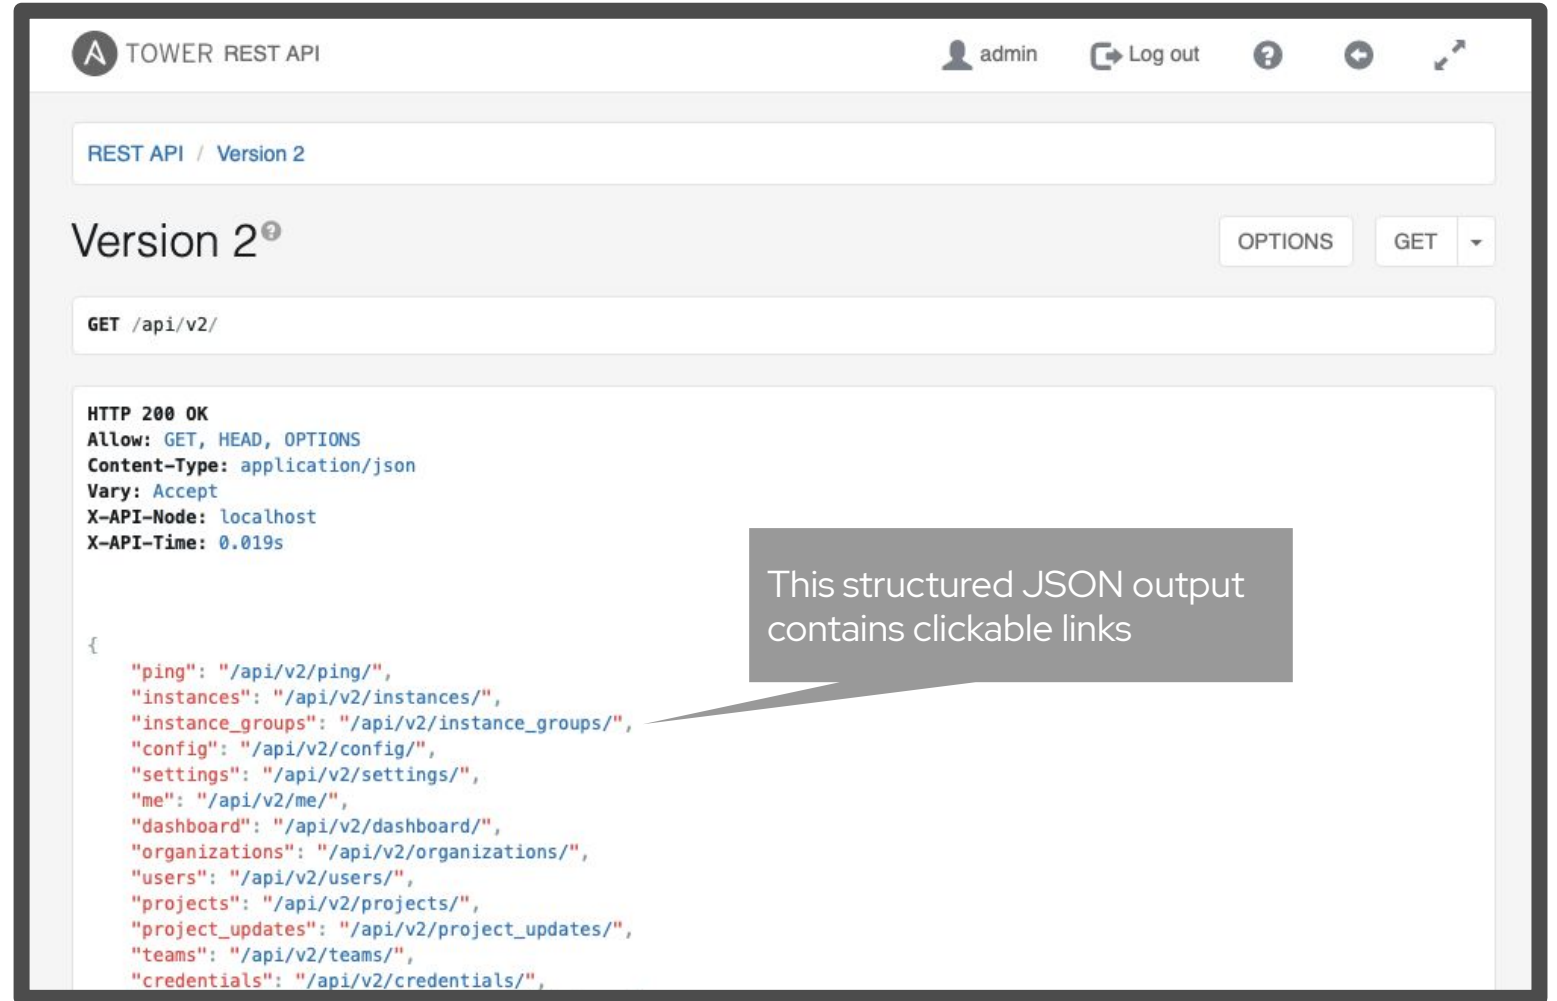 TOWER REST API
admin
Log out
REST API / Version 2
Version 2
OPTIONS
GET
GET /api/v2/
HTTP 200 OK
Allow: GET, HEAD, OPTIONS
Content-Type: application/json
Vary: Accept
X-API-Node: localhost
X-API-Time: 0.019s
This structured JSON output
contains clickable links
{
"ping": "/api/v2/ping/",
"instances": "/api/v2/instances/",
"instance_groups": "/api/v2/instance_groups/",
"config": "/api/v2/config/",
"settings": "/api/v2/settings/",
"me": "/api/v2/me/",
"dashboard": "/api/v2/dashboard/",
"organizations": "/api/v2/organizations/",
"users": "/api/v2/users/",
"projects": "/api/v2/projects/",
"project_updates": "/api/v2/project_updates/",
"teams": "/api/v2/teams/",
"credentials": "/api/v2/credentials/",